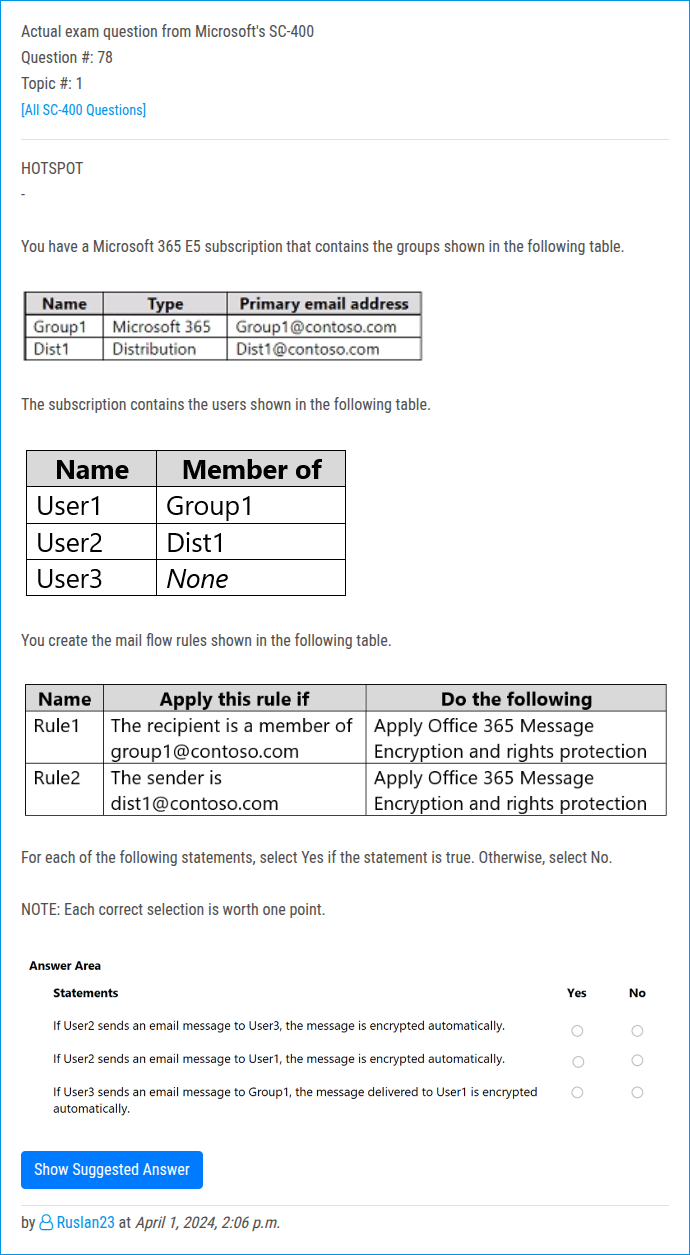 Actual exam question from Microsoft's SC-400
Question #: 78
Topic #: 1
[All SC-400 Questions]
HOTSPOT
-
You have a Microsoft 365 E5 subscription that contains the groups shown in the following table.
Name Type Primary email address
Group1 Microsoft 365 Group1@contoso.com
Dist1 Distribution Dist1@contoso.com
The subscription contains the users shown in the following table.
Name Member of
User1 Group1
User2 Dist1
User3 None
You create the mail flow rules shown in the following table.
Name Apply this rule if Do the following
Rule1 The recipient is a member of Apply Office 365 Message
group1@contoso.com Encryption and rights protection
Rule2 The sender is Apply Office 365 Message
dist1@contoso.com Encryption and rights protection
For each of the following statements, select Yes if the statement is true. Otherwise, select No.
NOTE: Each correct selection is worth one point.
Answer Area
Statements Yes No
If User2 sends an email message to User3, the message is encrypted automatically.
If User2 sends an email message to User1, the message is encrypted automatically.
If User3 sends an email message to Group1, the message delivered to User1 is encrypted
automatically.
Show Suggested Answer
by Ruslan23 at April 1, 2024, 2:06 p.m.